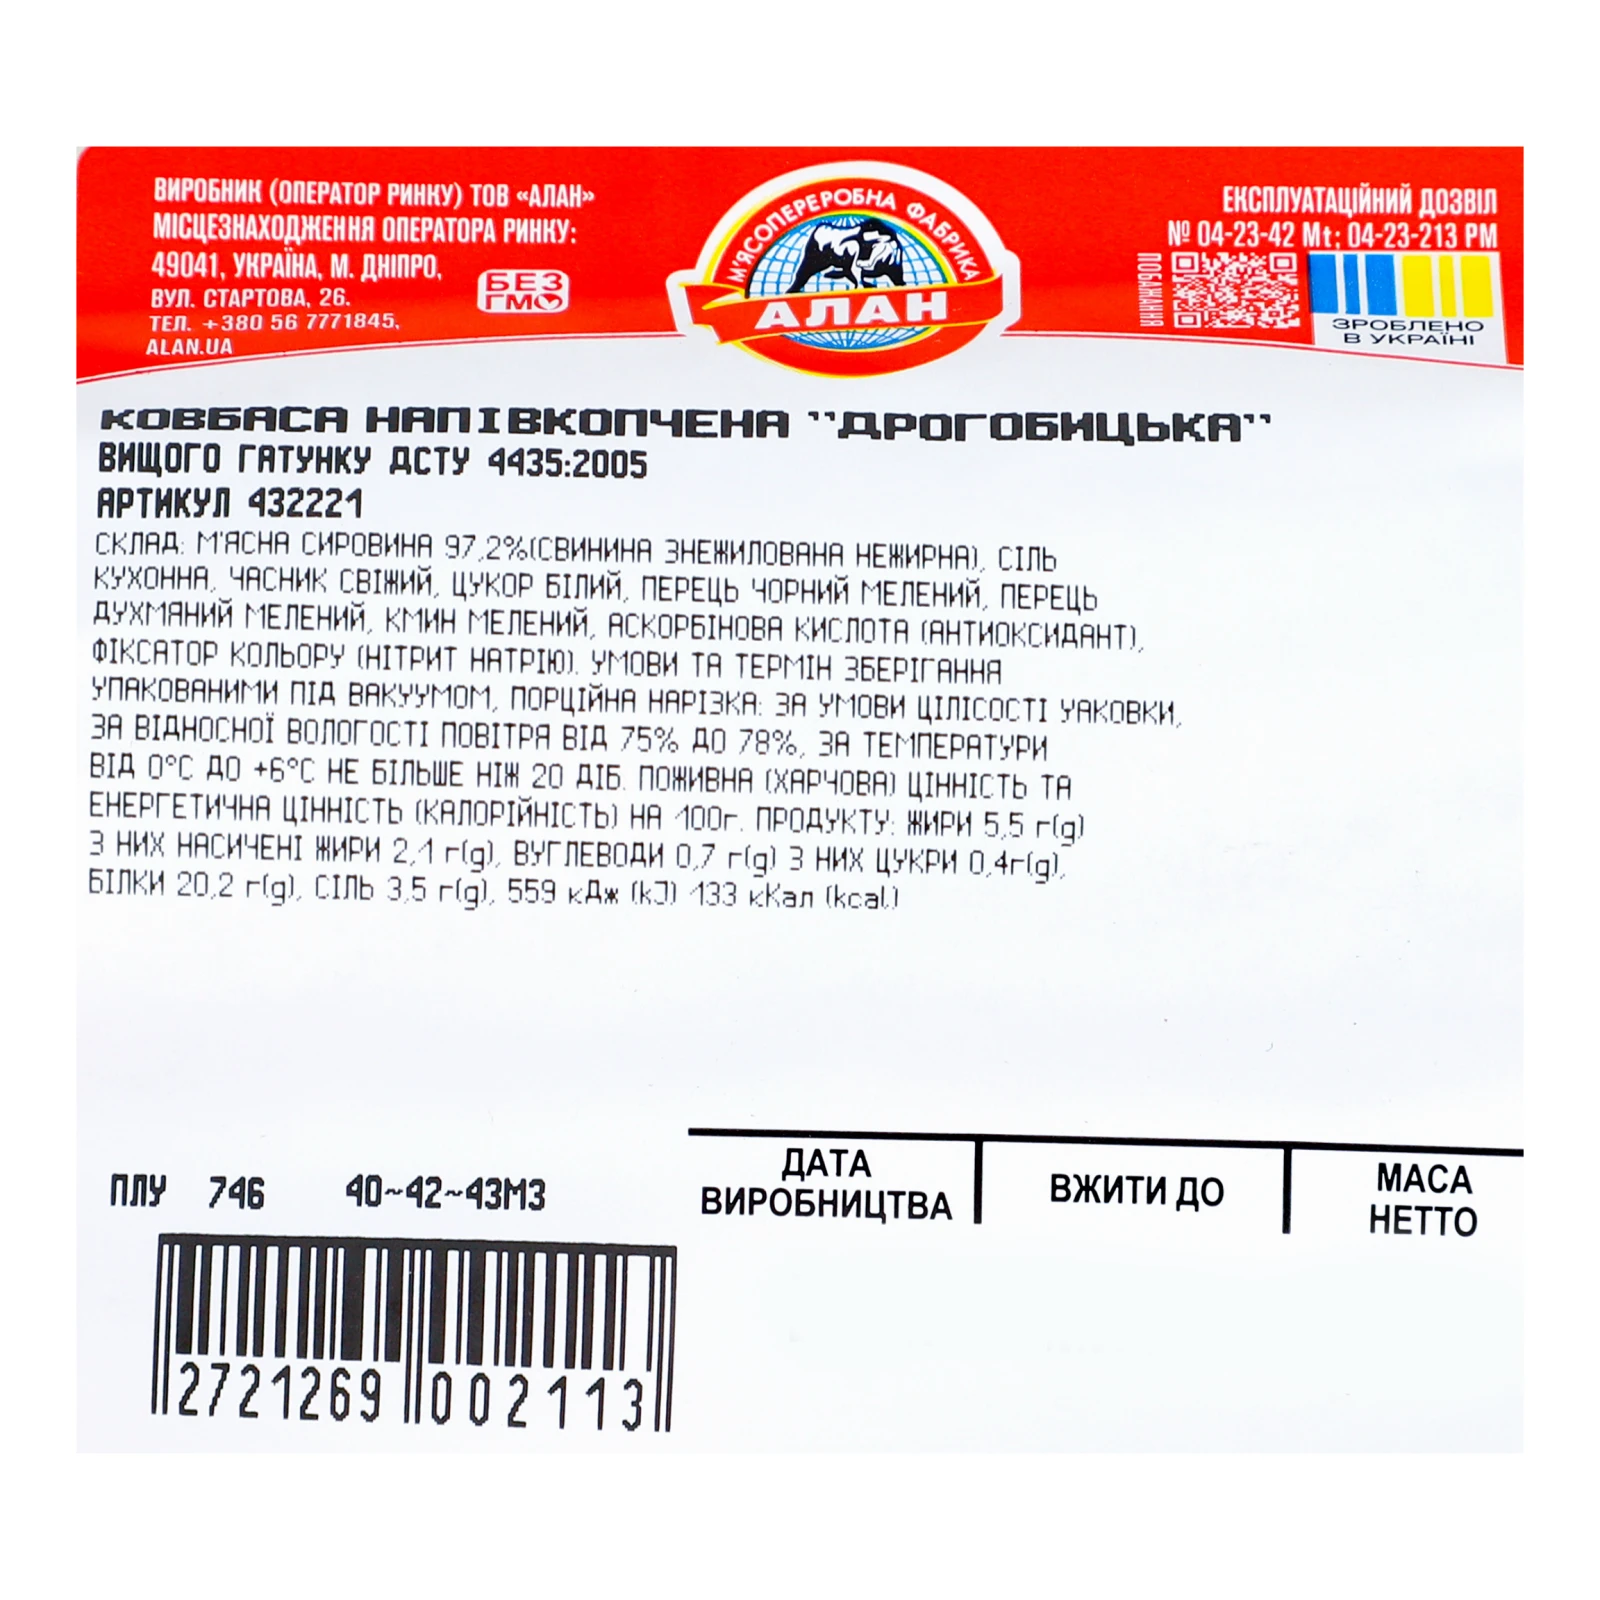 ВИРОБНИК (ОПЕРАТОР РИНКУ) ТОВ «АЛАН»
МІСЦЕЗНАХОДЖЕННЯ ОПЕРАТОРА РИНКУ:
49041, УКРАЇНА, М. ДНІПРО,
ВУЛ. СТАРТОВА, 26.
ТЕЛ. +380 56 7771845,
ALAN.UA
БЕЗ
ГМО
М'ЯСОПЕРЕРОБНА ФАБРИКА
АЛАН
ЕКСПЛУАТАЦІЙНИЙ ДОЗВІЛ
№ 04-23-42 Mt; 04-23-213 PM
ПОБАЖАННЯ
ЗРОБЛЕНО
В УКРАЇНІ
КОВБАСА НАПІВКОПЧЕНА "ДРОГОБИЦЬКА"
ВИЩОГО ГАТУНКУ ДСТУ 4435:2005
АРТИКУЛ 432221
СКЛАД: М'ЯСНА СИРОВИНА 97,2%(СВИНИНА ЗНЕЖИЛОВАНА НЕЖИРНА), СІЛЬ
КУХОННА, ЧАСНИК СВІЖИЙ, ЦУКОР БІЛИЙ, ПЕРЕЦЬ ЧОРНИЙ МЕЛЕНИЙ, ПЕРЕЦЬ
ДУХМЯНИЙ МЕЛЕНИЙ, КМИН МЕЛЕНИЙ, АСКОРБІНОВА КИСЛОТА (АНТИОКСИДАНТ),
ФІКСАТОР КОЛЬОРУ (НІТРИТ НАТРІЮ). УМОВИ ТА ТЕРМІН ЗБЕРІГАННЯ
УПАКОВАНИМИ ПІД ВАКУУМОМ, ПОРЦІЙНА НАРІЗКА: ЗА УМОВИ ЦІЛІСОСТІ УАКОВКИ,
ЗА ВІДНОСНОЇ ВОЛОГОСТІ ПОВІТРЯ ВІД 75% ДО 78%, ЗА ТЕМПЕРАТУРИ
ВІД 0°С ДО +6°С НЕ БІЛЬШЕ НІЖ 20 ДІБ. ПОЖИВНА (ХАРЧОВА) ЦІННІСТЬ ТА
ЕНЕРГЕТИЧНА ЦІННІСТЬ (КАЛОРІЙНІСТЬ) НА 100г. ПРОДУКТУ: ЖИРИ 5,5 г(g)
З НИХ НАСИЧЕНІ ЖИРИ 2,1 г(g), ВУГЛЕВОДИ 0,7 г(g) З НИХ ЦУКРИ 0,4г(g),
БІЛКИ 20,2 г(g), СІЛЬ 3,5 г(g), 559 кДж (kJ) 133 кКал (kcal)
ПЛУ 746 40~42~43МЗ
ДАТА
ВИРОБНИЦТВА
ВЖИТИ ДО
МАСА
НЕТТО
2721269 002113